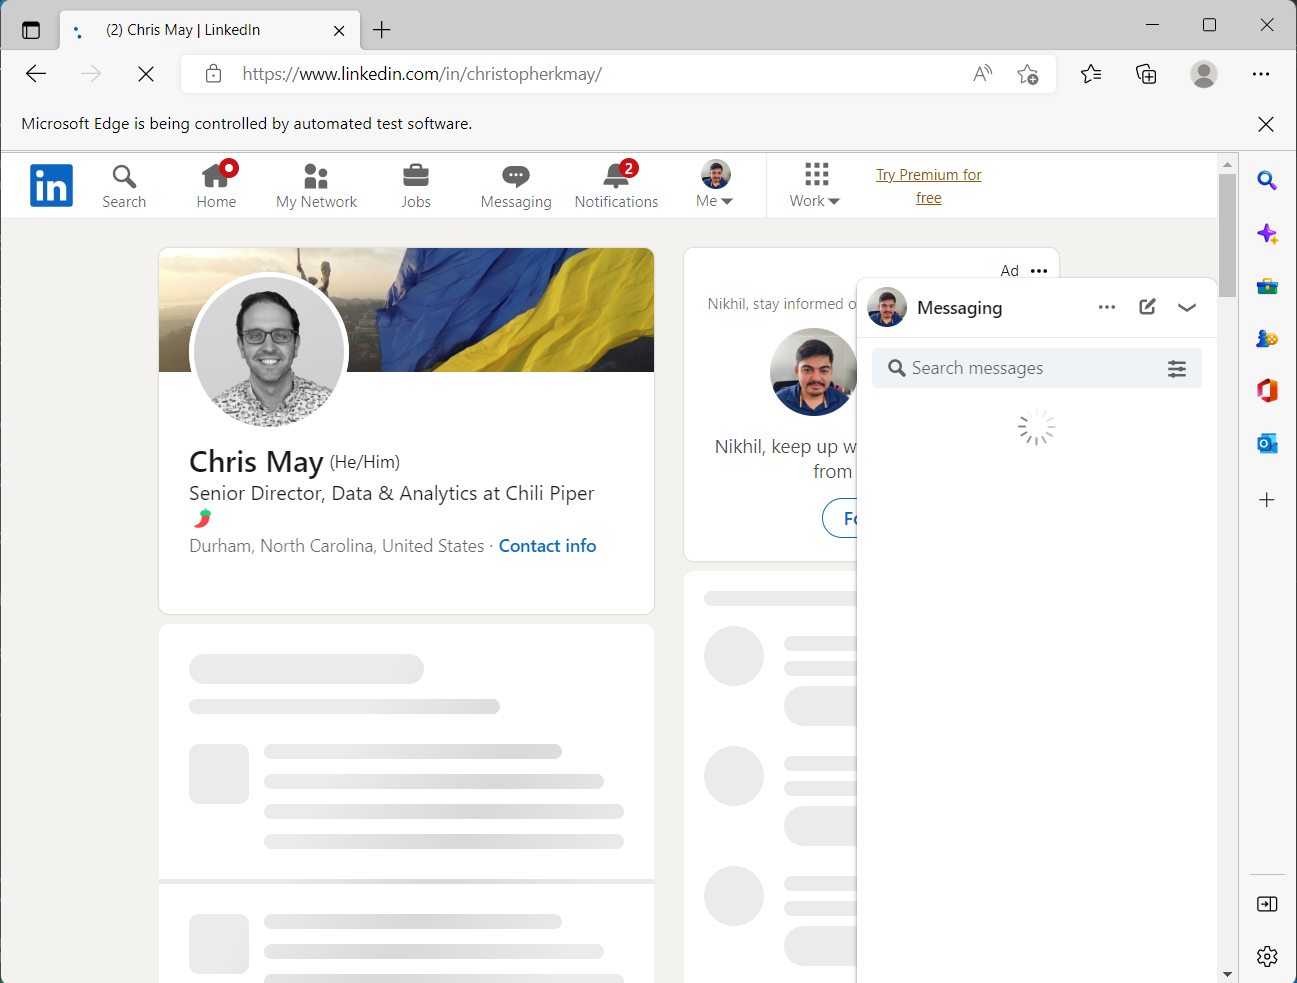 (2) Chris May | LinkedIn
https://www.linkedin.com/in/christopherkmay/
Microsoft Edge is being controlled by automated test software.
in
Search
Home
My Network
Jobs
Messaging
2
Notifications
Me
Work
Try Premium for
free
Ad
Nikhil, stay informed o
Nikhil, keep up w
from
Fo
Messaging
Search messages
Chris May (He/Him)
Senior Director, Data & Analytics at Chili Piper
Durham, North Carolina, United States · Contact info